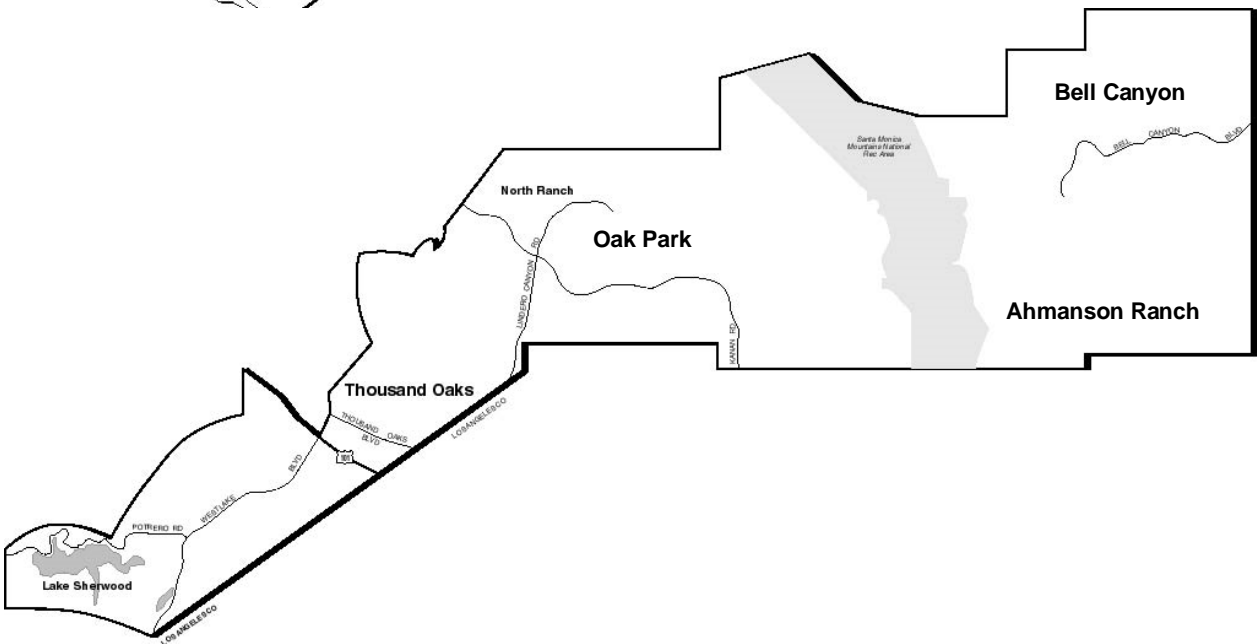 Bell Canyon
BELL CANYON BLVD
Santa Monica
Mountains National
Rec Area
North Ranch
Oak Park
LINDERO CANYON RD
Ahmanson Ranch
KANAN RD
Thousand Oaks
THOUSAND OAKS
BLVD
LOS ANGELES CO
101
WESTLAKE BLVD
POTRERO RD
Lake Sherwood
LOS ANGELES CO